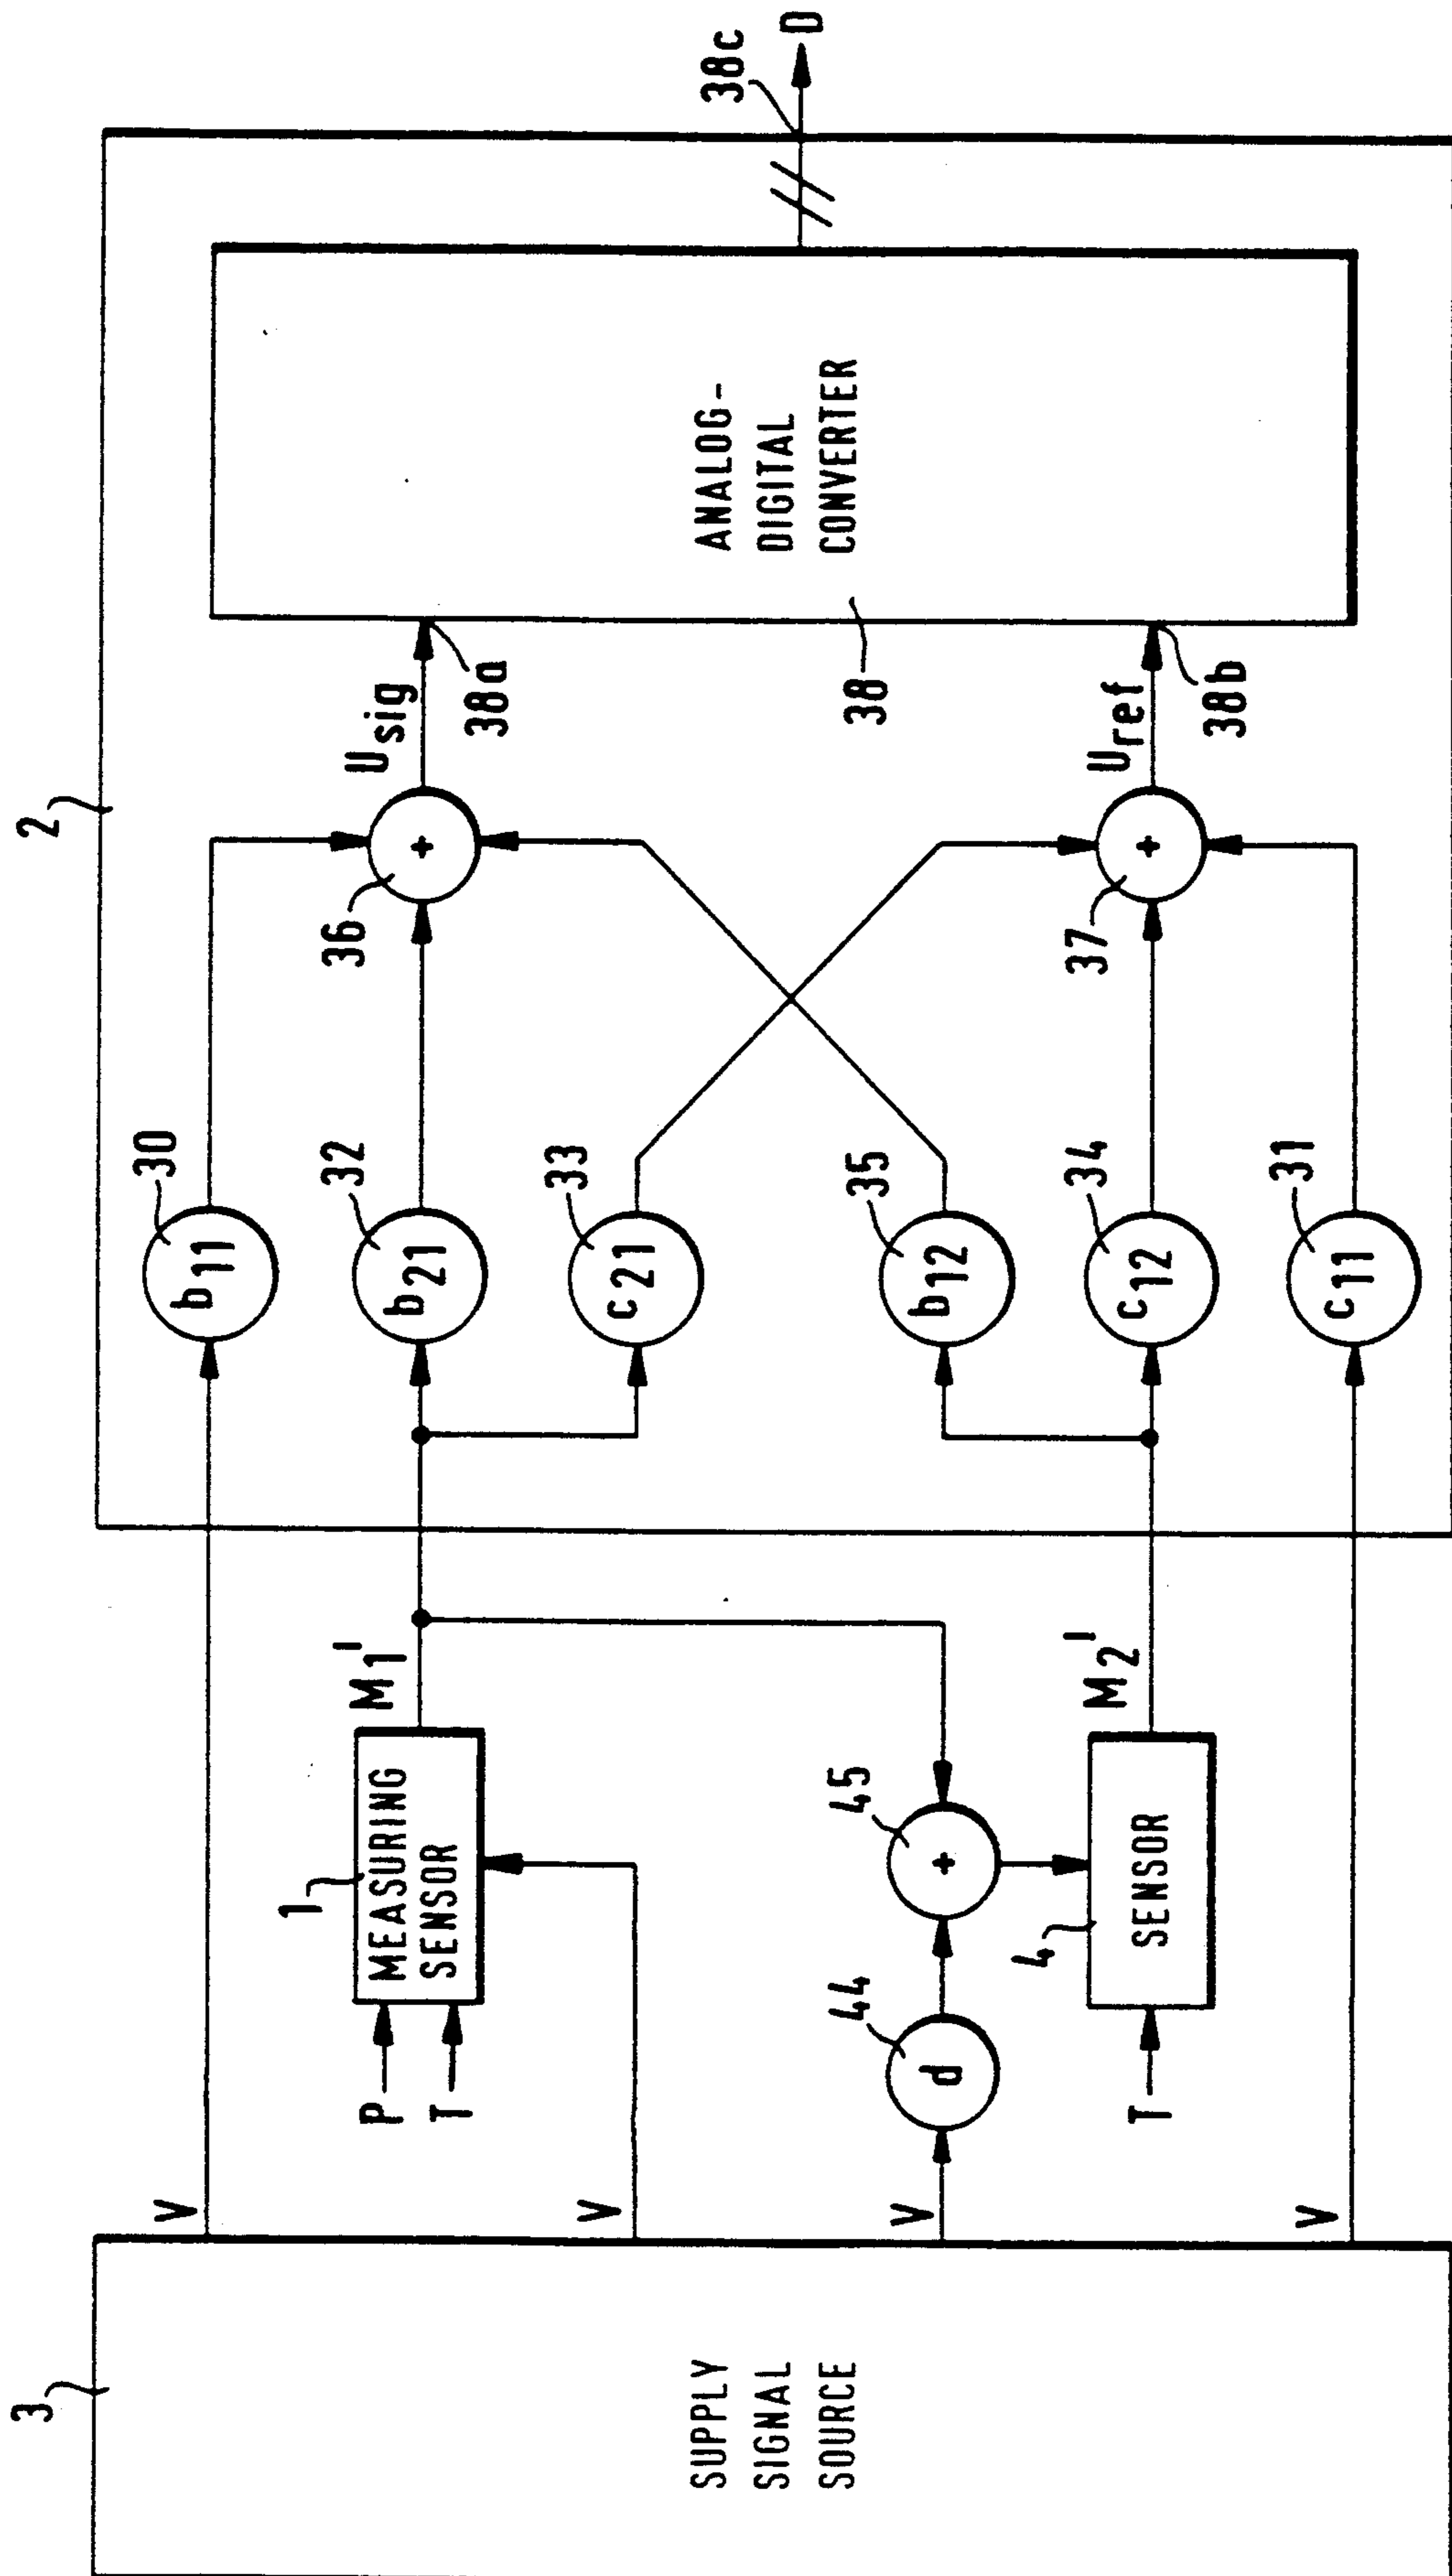 3
SUPPLY
SIGNAL
SOURCE
V
V
V
V
P
T
1
MEASURING
SENSOR
M1'
44
d
45
+
T
4
SENSOR
M2'
2
b11
30
b21
32
c21
33
b12
35
c12
34
c11
31
36
+
Usig
38a
37
+
Uref
38b
38
ANALOG-
DIGITAL
CONVERTER
38c
D